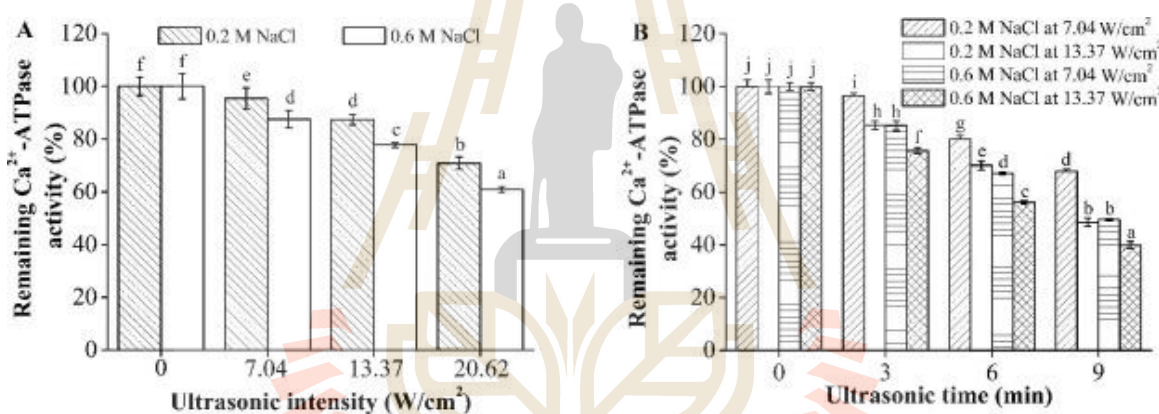 A
0.2 M NaCl
0.6 M NaCl
Remaining Ca²⁺-ATPase
activity (%)
120
100
80
60
40
20
0
f f e d d c b a
0 7.04 13.37 20.62
Ultrasonic intensity (W/cm²)
B
0.2 M NaCl at 7.04 W/cm²
0.2 M NaCl at 13.37 W/cm²
0.6 M NaCl at 7.04 W/cm²
0.6 M NaCl at 13.37 W/cm²
Remaining Ca²⁺-ATPase
activity (%)
120
100
80
60
40
20
0
j j j j i h h f g e d c d b b a
0 3 6 9
Ultrasonic time (min)